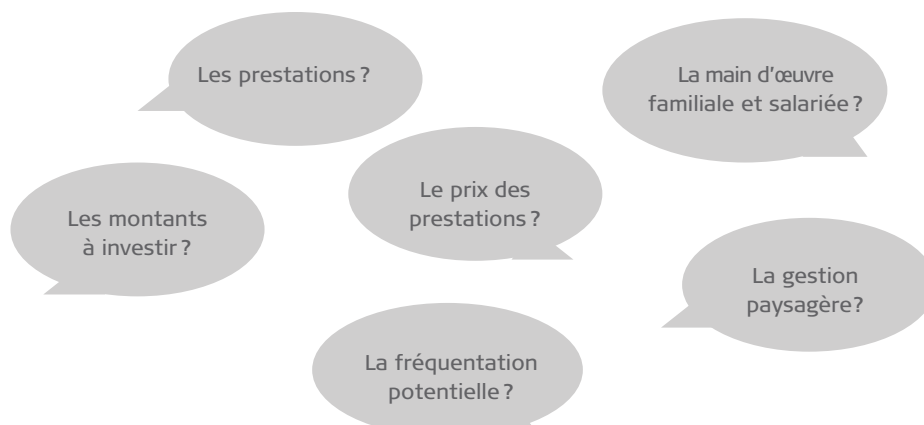 Les prestations ?
La main d'œuvre
familiale et salariée ?
Le prix des
prestations ?
Les montants
à investir ?
La gestion
paysagère?
La fréquentation
potentielle ?